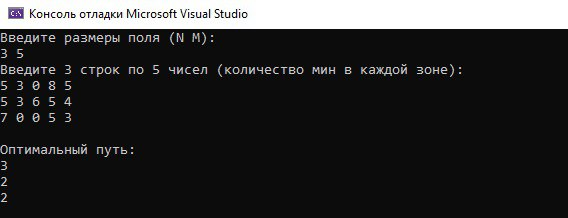 Консоль отладки Microsoft Visual Studio
Введите размеры поля (N M):
3 5
Введите 3 строк по 5 чисел (количество мин в каждой зоне):
5 3 0 8 5
5 3 6 5 4
7 0 0 5 3
Оптимальный путь:
3
2
2